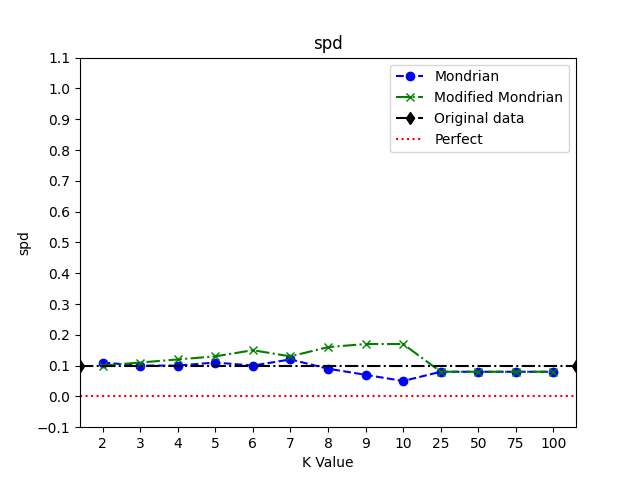 spd
1.1
1.0
0.9
0.8
0.7
0.6
0.5
0.4
0.3
0.2
0.1
0.0
−0.1
spd
Mondrian
Modified Mondrian
Original data
Perfect
2 3 4 5 6 7 8 9 10 25 50 75 100
K Value